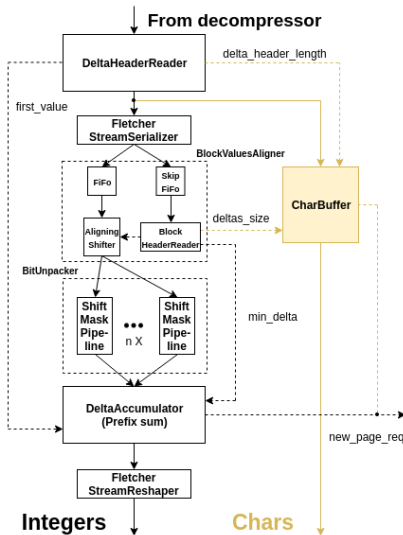 From decompressor
DeltaHeaderReader
delta_header_length
first_value
Fletcher
StreamSerializer
BlockValuesAligner
FiFo
Skip
FiFo
CharBuffer
deltas_size
Aligning
Shifter
Block
HeaderReader
BitUnpacker
Shift
Mask
Pipe-
line
n X
Shift
Mask
Pipe-
line
min_delta
DeltaAccumulator
(Prefix sum)
new_page_req
Fletcher
StreamReshaper
Integers
Chars